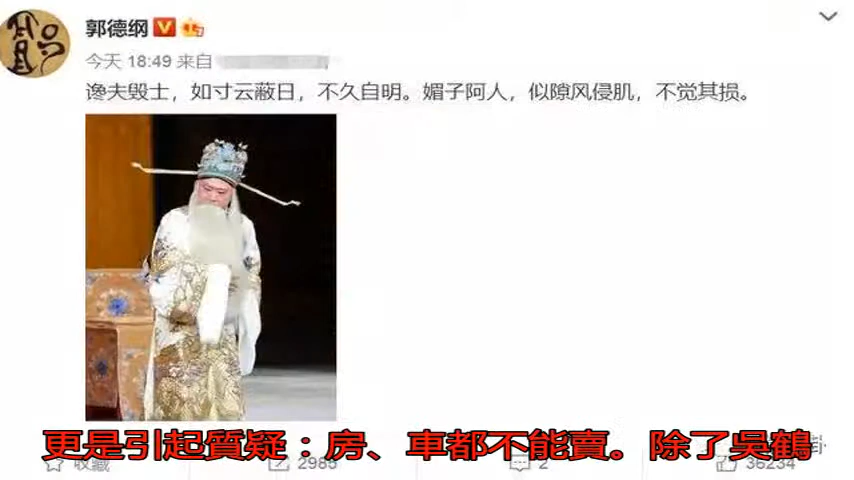 郭德纲
今天 18:49 来自
谗夫毁士，如寸云蔽日，不久自明。媚子阿人，似隙风侵肌，不觉其损。
更是引起質疑：房、車都不能賣。除了吳鶴
收藏
2985
2
36234